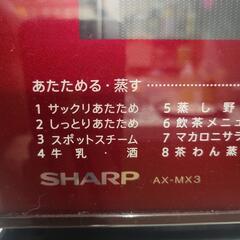 あたためる・蒸す
1 サックリあたため
2 しっとりあたため
3 スポットスチーム
4 牛乳・酒
5 蒸し野
6 飲茶メニュ
7 マカロニサ
8 茶わん蒸
SHARP AX-MX3